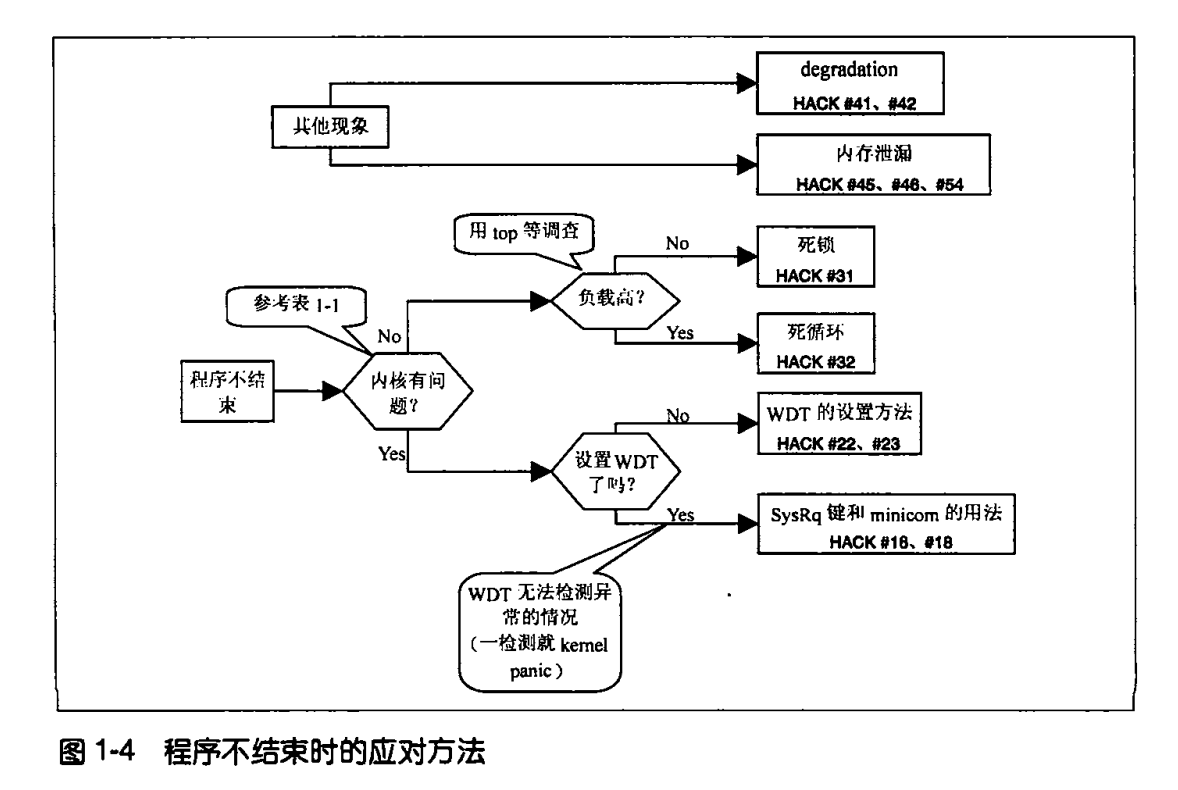 degradation
HACK #41、#42
其他现象
内存泄漏
HACK #45、#46、#54
用 top 等调查
No
死锁
HACK #31
负载高?
参考表 1-1
No
Yes
死循环
HACK #32
程序不结
束
内核有问
题?
No
WDT 的设置方法
HACK #22、#23
Yes
设置 WDT
了吗?
Yes
SysRq 键和 minicom 的用法
HACK #16、#18
WDT 无法检测异
常的情况
(一检测就 kernel
panic)
图 1-4 程序不结束时的应对方法